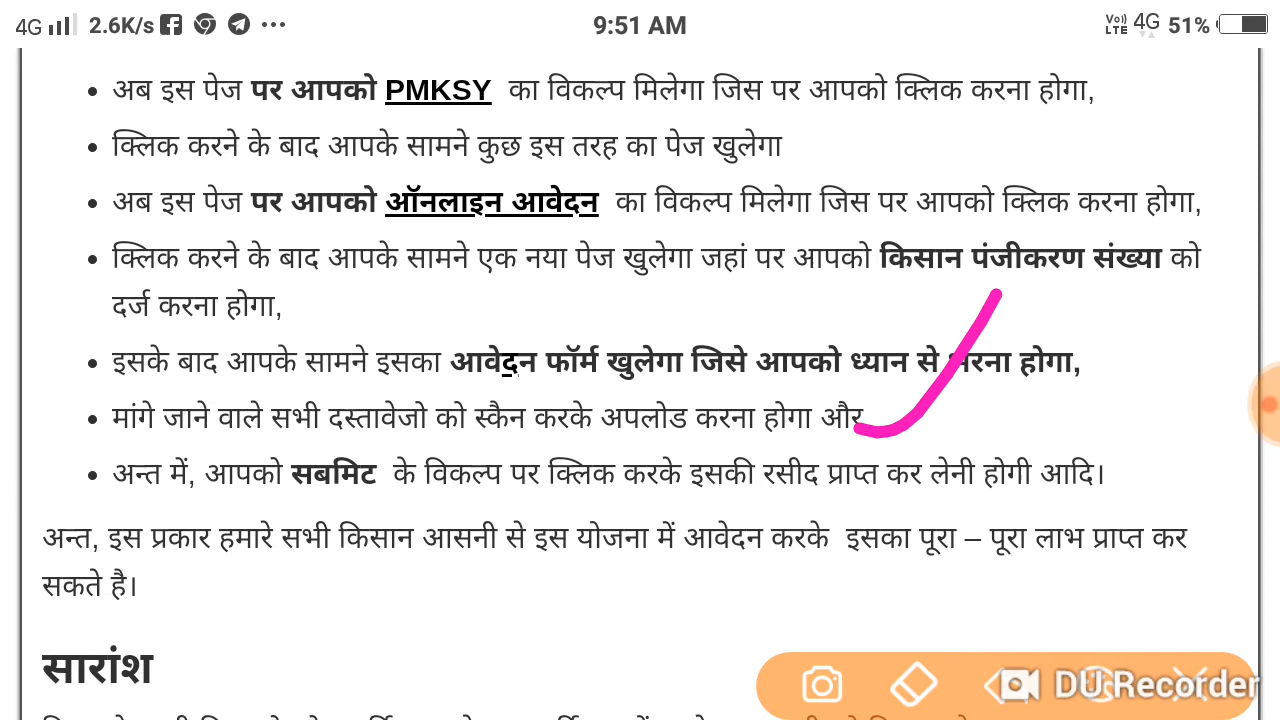 4G 2.6K/s 9:51 AM Vo) LTE 4G 51%
अब इस पेज पर आपको PMKSY का विकल्प मिलेगा जिस पर आपको क्लिक करना होगा,
क्लिक करने के बाद आपके सामने कुछ इस तरह का पेज खुलेगा
अब इस पेज पर आपको ऑनलाइन आवेदन का विकल्प मिलेगा जिस पर आपको क्लिक करना होगा,
क्लिक करने के बाद आपके सामने एक नया पेज खुलेगा जहां पर आपको किसान पंजीकरण संख्या को
दर्ज करना होगा,
इसके बाद आपके सामने इसका आवेदन फॉर्म खुलेगा जिसे आपको ध्यान से भरना होगा,
मांगे जाने वाले सभी दस्तावेजो को स्कैन करके अपलोड करना होगा और
अन्त में, आपको सबमिट के विकल्प पर क्लिक करके इसकी रसीद प्राप्त कर लेनी होगी आदि।
अन्त, इस प्रकार हमारे सभी किसान आसनी से इस योजना में आवेदन करके इसका पूरा – पूरा लाभ प्राप्त कर
सकते है।
सारांश
DU Recorder